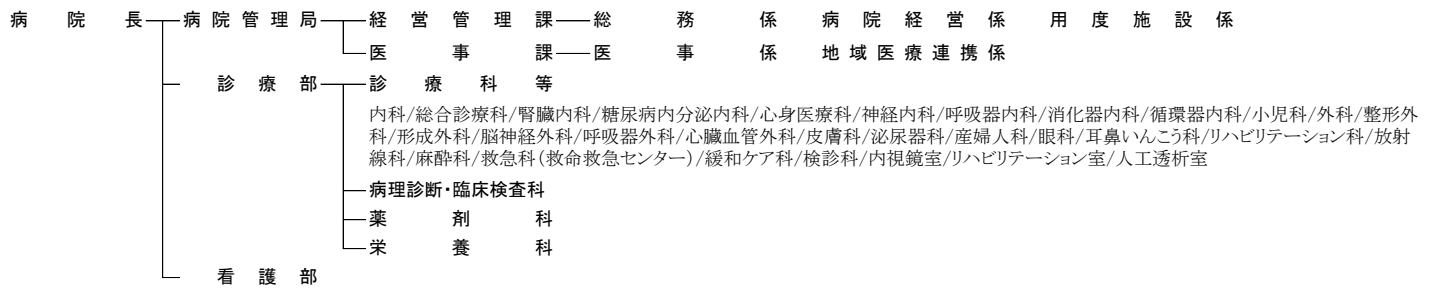 病院長 病院管理局 経営管理課 総務係 病院経営係 用度施設係
医事課 医事係 地域医療連携係
診療部 診療科等
内科/総合診療科/腎臓内科/糖尿病内分泌内科/心身医療科/神経内科/呼吸器内科/消化器内科/循環器内科/小児科/外科/整形外
科/形成外科/脳神経外科/呼吸器外科/心臓血管外科/皮膚科/泌尿器科/産婦人科/眼科/耳鼻いんこう科/リハビリテーション科/放射
線科/麻酔科/救急科(救命救急センター)/緩和ケア科/検診科/内視鏡室/リハビリテーション室/人工透析室
病理診断・臨床検査科
薬剤科
栄養科
看護部